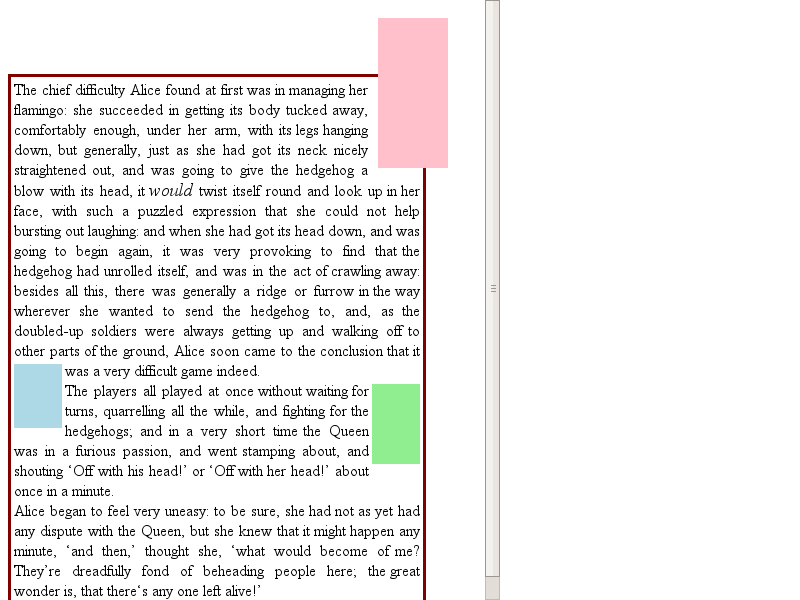 The chief difficulty Alice found at first was in managing her
flamingo: she succeeded in getting its body tucked away,
comfortably enough, under her arm, with its legs hanging
down, but generally, just as she had got its neck nicely
straightened out, and was going to give the hedgehog a
blow with its head, it would twist itself round and look up in her
face, with such a puzzled expression that she could not help
bursting out laughing: and when she had got its head down, and was
going to begin again, it was very provoking to find that the
hedgehog had unrolled itself, and was in the act of crawling away:
besides all this, there was generally a ridge or furrow in the way
wherever she wanted to send the hedgehog to, and, as the
doubled-up soldiers were always getting up and walking off to
other parts of the ground, Alice soon came to the conclusion that it
was a very difficult game indeed.
The players all played at once without waiting for
turns, quarrelling all the while, and fighting for the
hedgehogs; and in a very short time the Queen
was in a furious passion, and went stamping about, and
shouting ‘Off with his head!’ or ‘Off with her head!’ about
once in a minute.
Alice began to feel very uneasy: to be sure, she had not as yet had
any dispute with the Queen, but she knew that it might happen any
minute, ‘and then,’ thought she, ‘what would become of me?
They’re dreadfully fond of beheading people here; the great
wonder is, that there‘s any one left alive!’